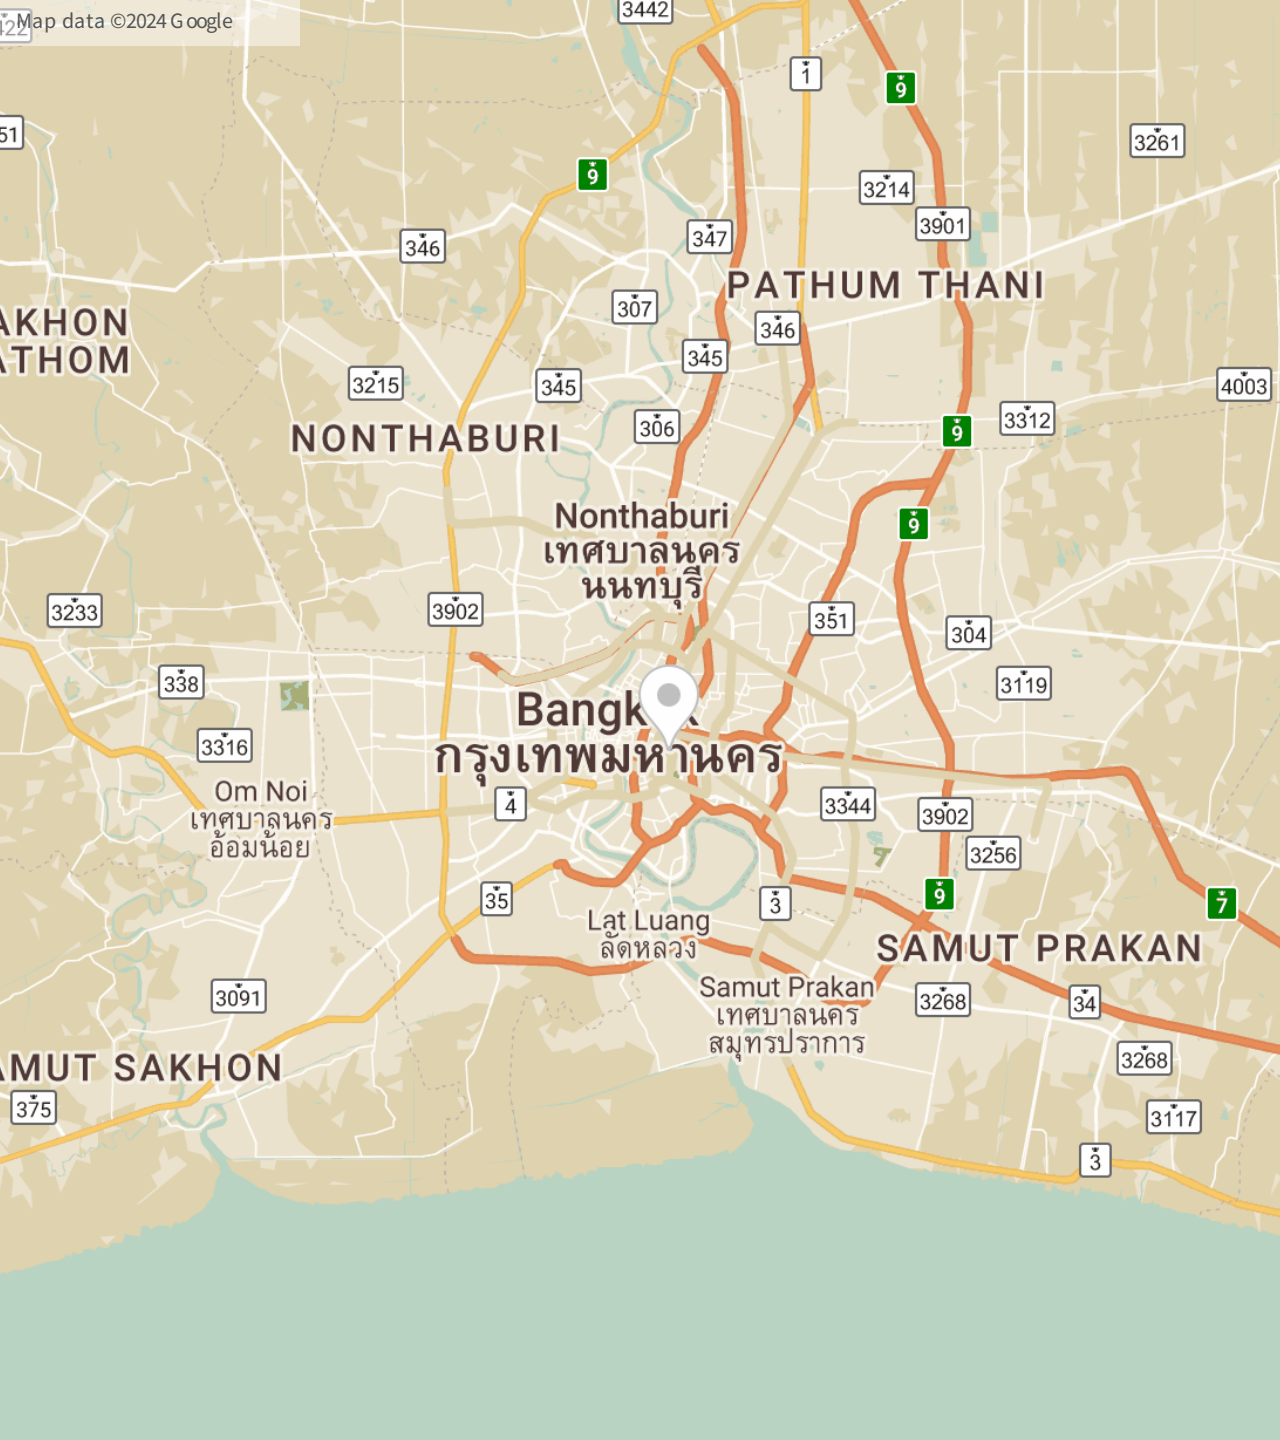 422
Map data ©2024 Google
3442
1
9
51
3261
9
3214
3901
346
347
PATHUM THANI
307
346
AKHON
ATHOM
345
3215
345
4003
306
3312
9
NONTHABURI
Nonthaburi
เทศบาลนคร
นนทบุรี
9
3233
3902
351
304
338
3119
Bangk k
กรุงเทพมหานคร
3316
Om Noi
เทศบาลนคร
อ้อมน้อย
4
3344
3902
3256
35
3
9
7
Lat Luang
ลัดหลวง
SAMUT PRAKAN
3091
Samut Prakan
เทศบาลนคร
สมุทรปราการ
3268
34
AMUT SAKHON
3268
375
3117
3